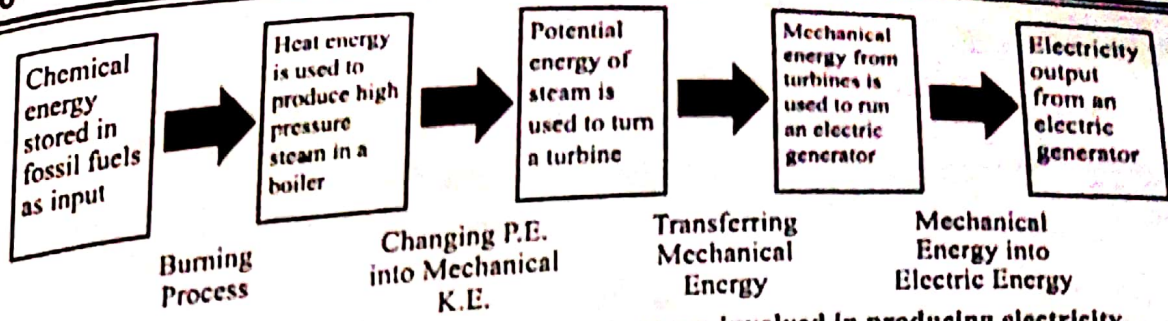 Chemical
energy
stored in
fossil fuels
as input
Heat energy
is used to
produce high
pressure
steam in a
boiler
Potential
energy of
steam is
used to turn
a turbine
Mechanical
energy from
turbines is
used to run
an electric
generator
Electricity
output
from an
electric
generator
Burning
Process
Changing P.E.
into Mechanical
K.E.
Transferring
Mechanical
Energy
Mechanical
Energy into
Electric Energy
involved in producing electricity